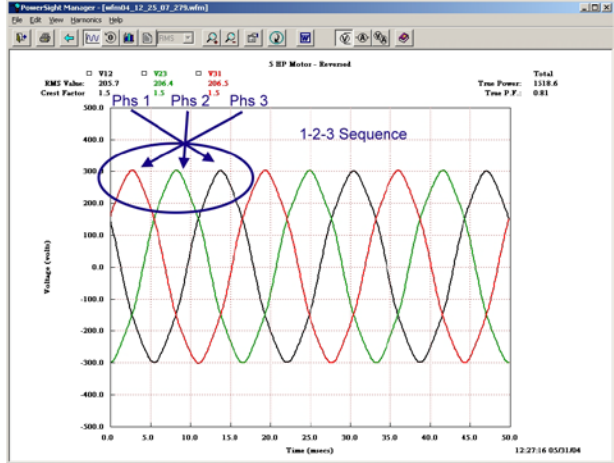 PowerSight Manager - [wfm04_12_25_07_279.wfm]
File Edit View Harmonics Help
RMS
5 HP Motor - Reversed
V12 V23 V31 Total
RMS Value: 205.7 206.4 206.5 True Power: 1518.6
Crest Factor 1.5 1.5 1.5 True P.F.: 0.81
Phs 1 Phs 2 Phs 3
1-2-3 Sequence
500.0
400.0
300.0
200.0
100.0
0.0
-100.0
-200.0
-300.0
-400.0
-500.0
Voltage (volts)
0.0 5.0 10.0 15.0 20.0 25.0 30.0 35.0 40.0 45.0 50.0
Time (msecs)
12:27:16 05/31/04